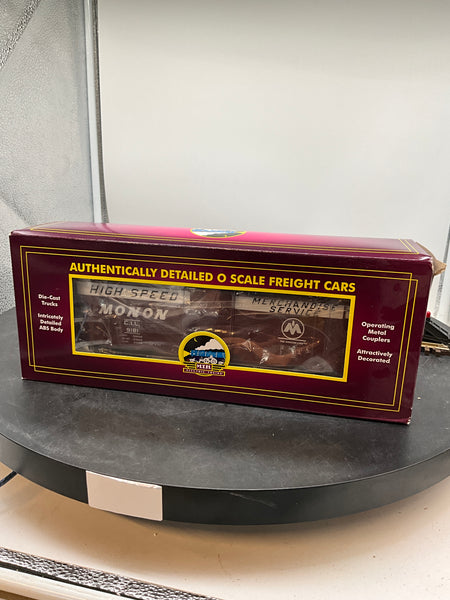 AUTHENTICALLY DETAILED O SCALE FREIGHT CARS
Die-Cast
Trucks
Intricately
Detailed
ABS Body
HIGH SPEED
MONON
C.I.L.
9101
MERCHANDISE
SERVICE
M
MTH
Operating
Metal
Couplers
Attractively
Decorated